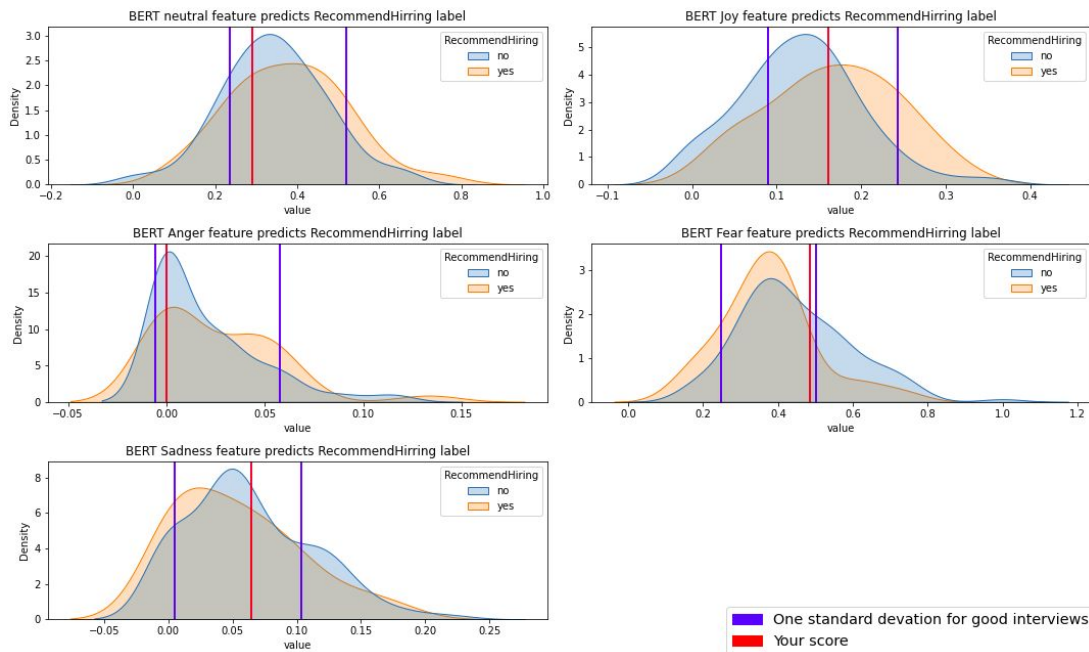 BERT neutral feature predicts RecommendHirring label
RecommendHiring
no
yes
Density
3.0
2.5
2.0
1.5
1.0
0.5
0.0
−0.2 0.0 0.2 0.4 0.6 0.8 1.0
value
BERT Joy feature predicts RecommendHirring label
RecommendHiring
no
yes
Density
5
4
3
2
1
0
−0.1 0.0 0.1 0.2 0.3 0.4
value
BERT Anger feature predicts RecommendHirring label
RecommendHiring
no
yes
Density
20
15
10
5
0
−0.05 0.00 0.05 0.10 0.15
value
BERT Fear feature predicts RecommendHirring label
RecommendHiring
no
yes
Density
3
2
1
0
0.0 0.2 0.4 0.6 0.8 1.0 1.2
value
BERT Sadness feature predicts RecommendHirring label
RecommendHiring
no
yes
Density
8
6
4
2
0
−0.05 0.00 0.05 0.10 0.15 0.20 0.25
value
One standard devation for good interviews
Your score